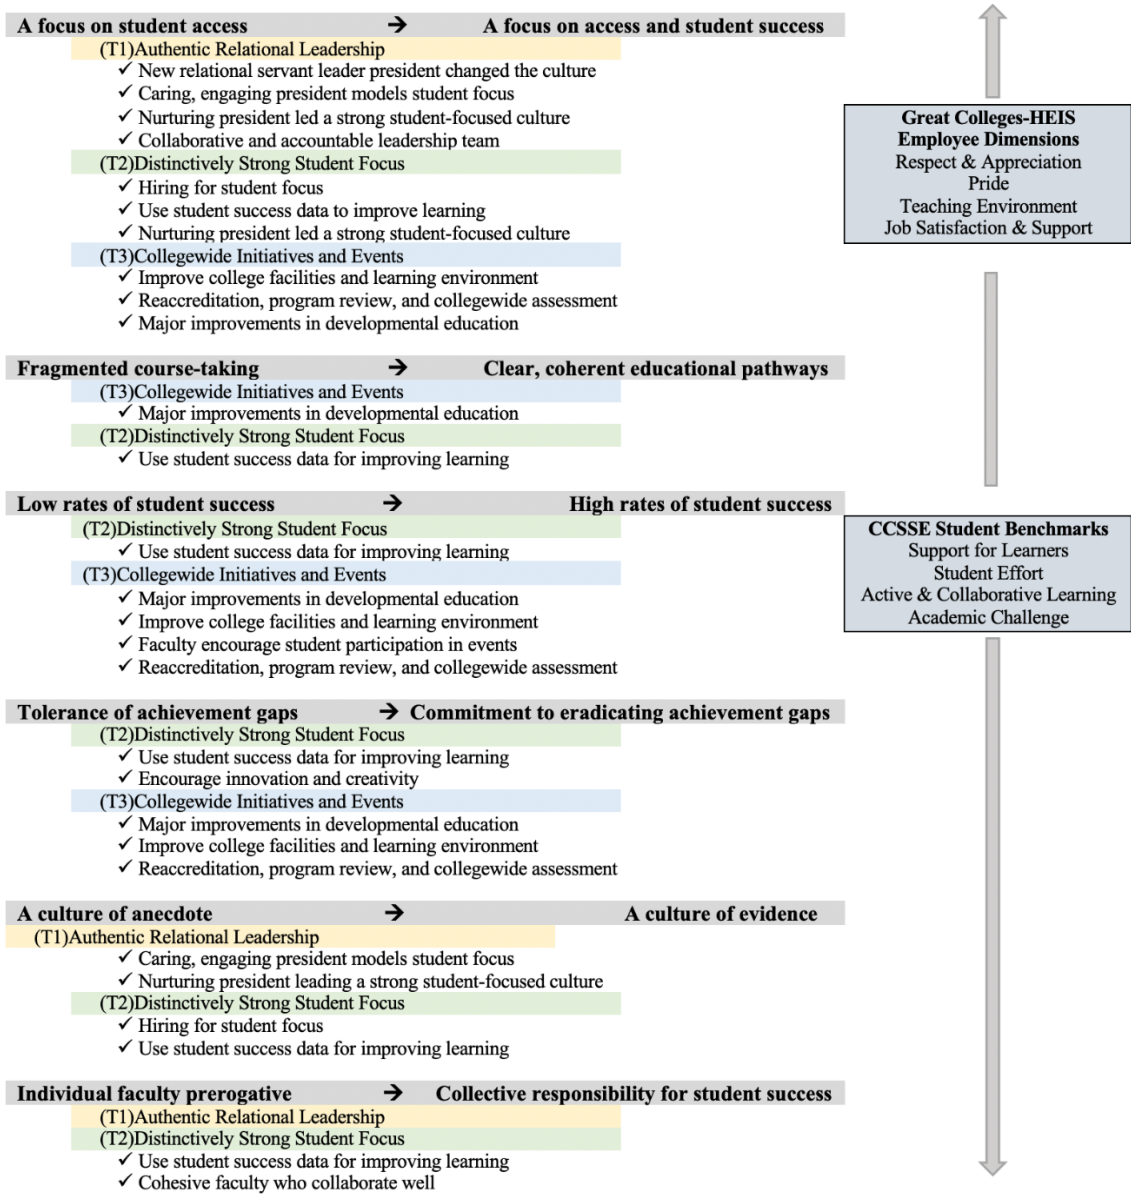 A focus on student access → A focus on access and student success
(T1)Authentic Relational Leadership
✓ New relational servant leader president changed the culture
✓ Caring, engaging president models student focus
✓ Nurturing president led a strong student-focused culture
✓ Collaborative and accountable leadership team
(T2)Distinctively Strong Student Focus
✓ Hiring for student focus
✓ Use student success data to improve learning
✓ Nurturing president led a strong student-focused culture
(T3)Collegewide Initiatives and Events
✓ Improve college facilities and learning environment
✓ Reaccreditation, program review, and collegewide assessment
✓ Major improvements in developmental education
Fragmented course-taking → Clear, coherent educational pathways
(T3)Collegewide Initiatives and Events
✓ Major improvements in developmental education
(T2)Distinctively Strong Student Focus
✓ Use student success data for improving learning
Low rates of student success → High rates of student success
(T2)Distinctively Strong Student Focus
✓ Use student success data for improving learning
(T3)Collegewide Initiatives and Events
✓ Major improvements in developmental education
✓ Improve college facilities and learning environment
✓ Faculty encourage student participation in events
✓ Reaccreditation, program review, and collegewide assessment
Tolerance of achievement gaps → Commitment to eradicating achievement gaps
(T2)Distinctively Strong Student Focus
✓ Use student success data for improving learning
✓ Encourage innovation and creativity
(T3)Collegewide Initiatives and Events
✓ Major improvements in developmental education
✓ Improve college facilities and learning environment
✓ Reaccreditation, program review, and collegewide assessment
A culture of anecdote → A culture of evidence
(T1)Authentic Relational Leadership
✓ Caring, engaging president models student focus
✓ Nurturing president leading a strong student-focused culture
(T2)Distinctively Strong Student Focus
✓ Hiring for student focus
✓ Use student success data for improving learning
Individual faculty prerogative → Collective responsibility for student success
(T1)Authentic Relational Leadership
(T2)Distinctively Strong Student Focus
✓ Use student success data for improving learning
✓ Cohesive faculty who collaborate well
Great Colleges-HEIS
Employee Dimensions
Respect & Appreciation
Pride
Teaching Environment
Job Satisfaction & Support
CCSSE Student Benchmarks
Support for Learners
Student Effort
Active & Collaborative Learning
Academic Challenge